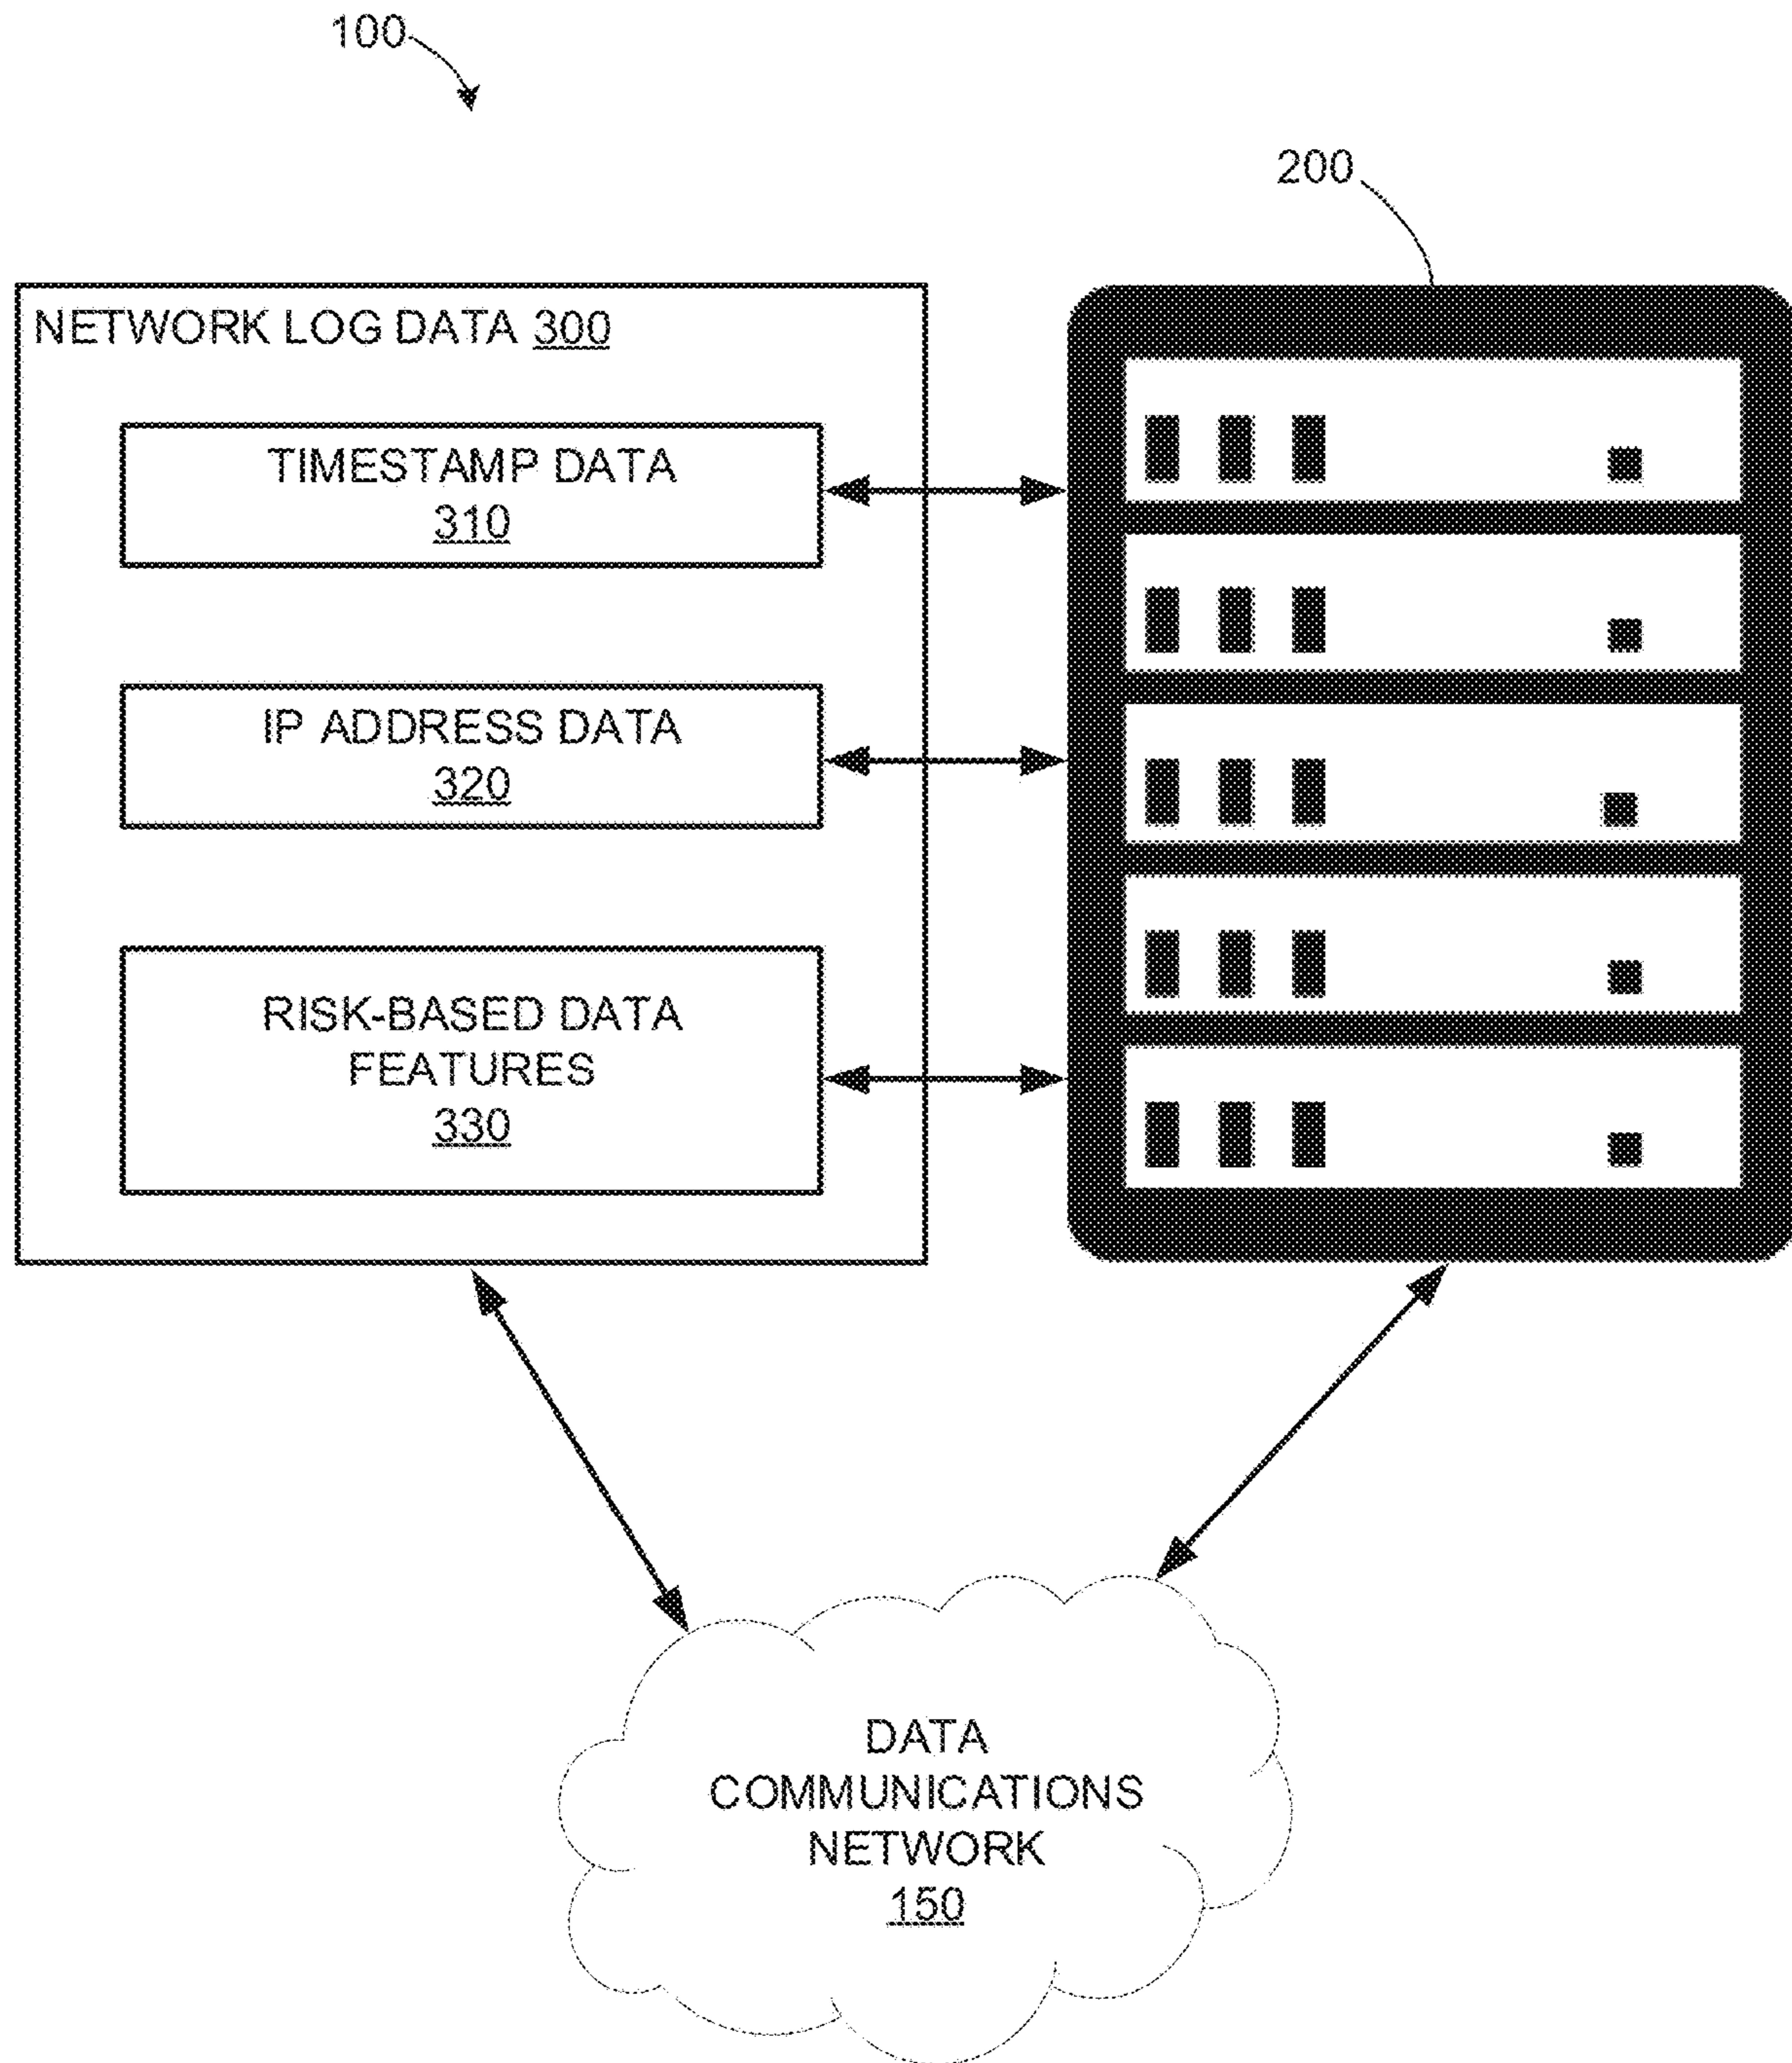 100
200
NETWORK LOG DATA 300
TIMESTAMP DATA
310
IP ADDRESS DATA
320
RISK-BASED DATA
FEATURES
330
DATA
COMMUNICATIONS
NETWORK
150